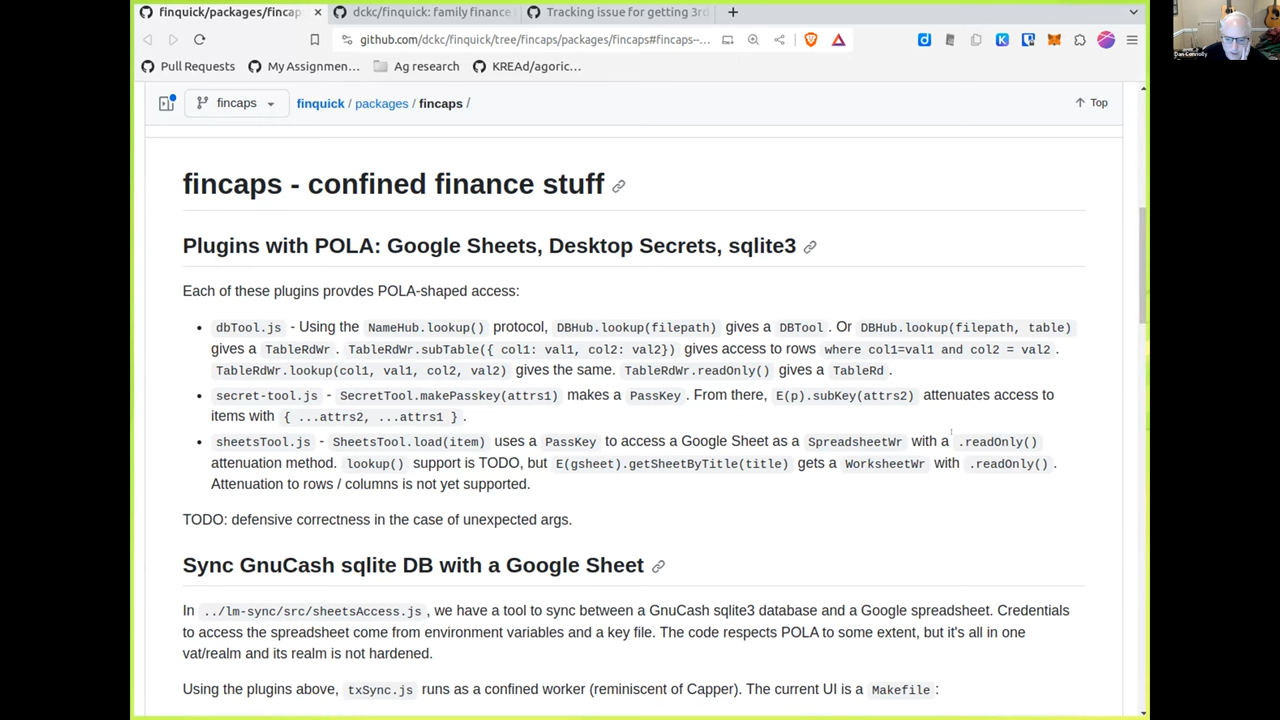 finquick/packages/fincap
dckc/finquick: family finance
Tracking issue for getting 3rd
github.com/dckc/finquick/tree/fincaps/packages/fincaps#fincaps--...
Pull Requests
My Assignmen...
Ag research
KREAd/agoric...
fincaps
finquick / packages / fincaps /
Top
fincaps - confined finance stuff
Plugins with POLA: Google Sheets, Desktop Secrets, sqlite3
Each of these plugins provdes POLA-shaped access:
dbTool.js - Using the NameHub.lookup() protocol, DBHub.lookup(filepath) gives a DBTool . Or DBHub.lookup(filepath, table)
gives a TableRdWr . TableRdWr.subTable({ col1: val1, col2: val2}) gives access to rows where col1=val1 and col2 = val2 .
TableRdWr.lookup(col1, val1, col2, val2) gives the same. TableRdWr.readOnly() gives a TableRd .
secret-tool.js - SecretTool.makePasskey(attrs1) makes a PassKey . From there, E(p).subKey(attrs2) attenuates access to
items with { ...attrs2, ...attrs1 } .
sheetsTool.js - SheetsTool.load(item) uses a PassKey to access a Google Sheet as a SpreadsheetWr with a .readOnly()
attenuation method. lookup() support is TODO, but E(gsheet).getSheetByTitle(title) gets a WorksheetWr with .readOnly() .
Attenuation to rows / columns is not yet supported.
TODO: defensive correctness in the case of unexpected args.
Sync GnuCash sqlite DB with a Google Sheet
In ../lm-sync/src/sheetsAccess.js , we have a tool to sync between a GnuCash sqlite3 database and a Google spreadsheet. Credentials
to access the spreadsheet come from environment variables and a key file. The code respects POLA to some extent, but it's all in one
vat/realm and its realm is not hardened.
Using the plugins above, txSync.js runs as a confined worker (reminiscent of Capper). The current UI is a Makefile :
Dan Connolly